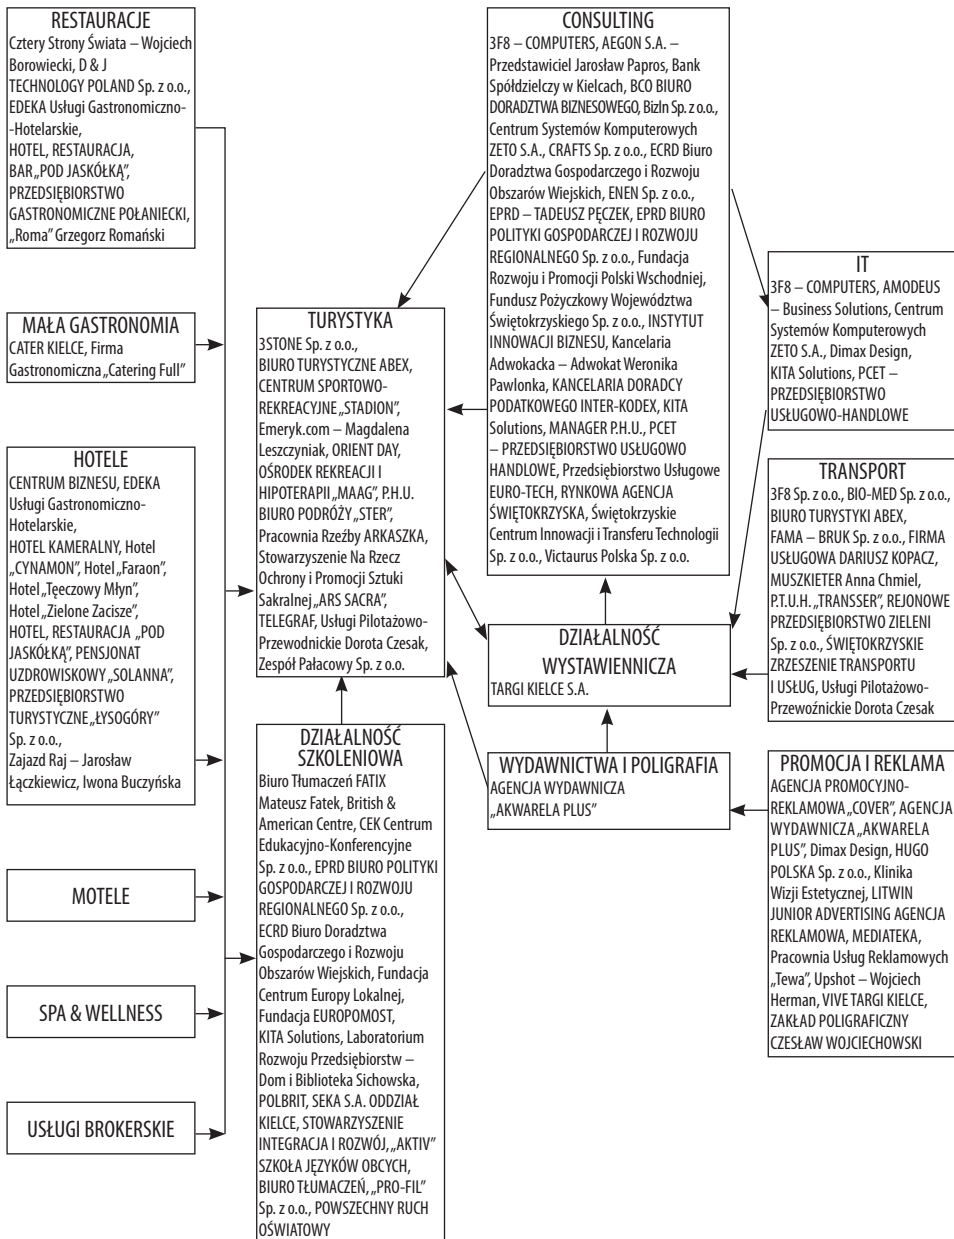 RESTAURACJE
Cztery Strony Świata – Wojciech
Borowiecki, D & J
TECHNOLOGY POLAND Sp. z o.o.,
EDEKA Usługi Gastronomiczno-
-Hotelarskie,
HOTEL, RESTAURACJA,
BAR „POD JASKÓŁKĄ”,
PRZEDSIĘBIORSTWO
GASTRONOMICZNE POŁANIECKI,
„Roma” Grzegorz Romański
MAŁA GASTRONOMIA
CATER KIELCE, Firma
Gastronomiczna „Catering Full”
HOTELE
CENTRUM BIZNESU, EDEKA
Usługi Gastronomiczno-
Hotelarskie,
HOTEL KAMERALNY, Hotel
„CYNAMON”, Hotel „Faraon”,
Hotel „Tęczowy Młyn”,
Hotel „Zielone Zacisze”,
HOTEL, RESTAURACJA „POD
JASKÓŁKĄ”, PENSJONAT
UZDROWISKOWY „SOLANNA”,
PRZEDSIĘBIORSTWO
TURYSTYCZNE „ŁYSOGÓRY”
Sp. z o.o.,
Zajazd Raj – Jarosław
Łączkiewicz, Iwona Buczyńska
MOTELE
SPA & WELLNESS
USŁUGI BROKERSKIE
TURYSTYKA
3STONE Sp. z o.o.,
BIURO TURYSTYCZNE ABEX,
CENTRUM SPORTOWO-
REKREACYJNE „STADION”,
Emeryk.com – Magdalena
Leszczyniak, ORIENT DAY,
OŚRODEK REKREACJI I
HIPOTERAPII „MAAG”, P.H.U.
BIURO PODRÓŻY „STER”,
Pracownia Rzeźby ARKASZKA,
Stowarzyszenie Na Rzecz
Ochrony i Promocji Sztuki
Sakralnej „ARS SACRA”,
TELEGRAF, Usługi Pilotażowo-
Przewodnickie Dorota Czesak,
Zespół Pałacowy Sp. z o.o.
DZIAŁALNOŚĆ
SZKOLENIOWA
Biuro Tłumaczeń FATIX
Mateusz Fatek, British &
American Centre, CEK Centrum
Edukacyjno-Konferencyjne
Sp. z o.o., EPRD BIURO POLITYKI
GOSPODARCZEJ I ROZWOJU
REGIONALNEGO Sp. z o.o.,
ECRD Biuro Doradztwa
Gospodarczego i Rozwoju
Obszarów Wiejskich, Fundacja
Centrum Europy Lokalnej,
Fundacja EUROPOMOST,
KITA Solutions, Laboratorium
Rozwoju Przedsiębiorstw –
Dom i Biblioteka Sichowska,
POLBRIT, SEKA S.A. ODDZIAŁ
KIELCE, STOWARZYSZENIE
INTEGRACJA I ROZWÓJ, „AKTIV”
SZKOŁA JĘZYKÓW OBCYCH,
BIURO TŁUMACZEŃ, „PRO-FIL”
Sp. z o.o., POWSZECHNY RUCH
OŚWIATOWY
CONSULTING
3F8 – COMPUTERS, AEGON S.A. –
Przedstawiciel Jarosław Papros, Bank
Spółdzielczy w Kielcach, BCO BIURO
DORADZTWA BIZNESOWEGO, BizIn Sp. z o.o.,
Centrum Systemów Komputerowych
ZETO S.A., CRAFTS Sp. z o.o., ECRD Biuro
Doradztwa Gospodarczego i Rozwoju
Obszarów Wiejskich, ENEN Sp. z o.o.,
EPRD – TADEUSZ PĘCZEK, EPRD BIURO
POLITYKI GOSPODARCZEJ I ROZWOJU
REGIONALNEGO Sp. z o.o., Fundacja
Rozwoju i Promocji Polski Wschodniej,
Fundusz Pożyczkowy Województwa
Świętokrzyskiego Sp. z o.o., INSTYTUT
INNOWACJI BIZNESU, Kancelaria
Adwokacka – Adwokat Weronika
Pawlonka, KANCELARIA DORADCY
PODATKOWEGO INTER-KODEX, KITA
Solutions, MANAGER P.H.U., PCET
– PRZEDSIĘBIORSTWO USŁUGOWO
HANDLOWE, Przedsiębiorstwo Usługowe
EURO-TECH, RYNKOWA AGENCJA
ŚWIĘTOKRZYSKA, Świętokrzyskie
Centrum Innowacji i Transferu Technologii
Sp. z o.o., Victaurus Polska Sp. z o.o.
DZIAŁALNOŚĆ
WYSTAWIENNICZA
TARGI KIELCE S.A.
WYDAWNICTWA I POLIGRAFIA
AGENCJA WYDAWNICZA
„AKWARELA PLUS”
IT
3F8 – COMPUTERS, AMODEUS
– Business Solutions, Centrum
Systemów Komputerowych
ZETO S.A., Dimax Design,
KITA Solutions, PCET –
PRZEDSIĘBIORSTWO
USŁUGOWO-HANDLOWE
TRANSPORT
3F8 Sp. z o.o., BIO-MED Sp. z o.o.,
BIURO TURYSTYKI ABEX,
FAMA – BRUK Sp. z o.o., FIRMA
USŁUGOWA DARIUSZ KOPACZ,
MUSZKIETER Anna Chmiel,
P.T.U.H. „TRANSSER”, REJONOWE
PRZEDSIĘBIORSTWO ZIELENI
Sp. z o.o., ŚWIĘTOKRZYSKIE
ZRZESZENIE TRANSPORTU
I USŁUG, Usługi Pilotażowo-
Przewoźnickie Dorota Czesak
PROMOCJA I REKLAMA
AGENCJA PROMOCYJNO-
REKLAMOWA „COVER”, AGENCJA
WYDAWNICZA „AKWARELA
PLUS”, Dimax Design, HUGO
POLSKA Sp. z o.o., Klinika
Wizji Estetycznej, LITWIN
JUNIOR ADVERTISING AGENCJA
REKLAMOWA, MEDIATEKA,
Pracownia Usług Reklamowych
„Tewa”, Upshot – Wojciech
Herman, VIVE TARGI KIELCE,
ZAKŁAD POLIGRAFICZNY
CZESŁAW WOJCIECHOWSKI